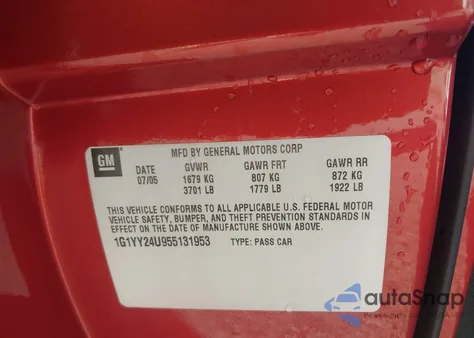 GM
MFD BY GENERAL MOTORS CORP
DATE GVWR GAWR FRT GAWR RR
07/05 1679 KG 807 KG 872 KG
3701 LB 1779 LB 1922 LB
THIS VEHICLE CONFORMS TO ALL APPLICABLE U.S. FEDERAL MOTOR
VEHICLE SAFETY, BUMPER, AND THEFT PREVENTION STANDARDS
IN EFFECT ON THE DATE OF MANUFACTURE SHOWN ABOVE.
1G1YY24U955131953 TYPE: PASS CAR
autoSnap